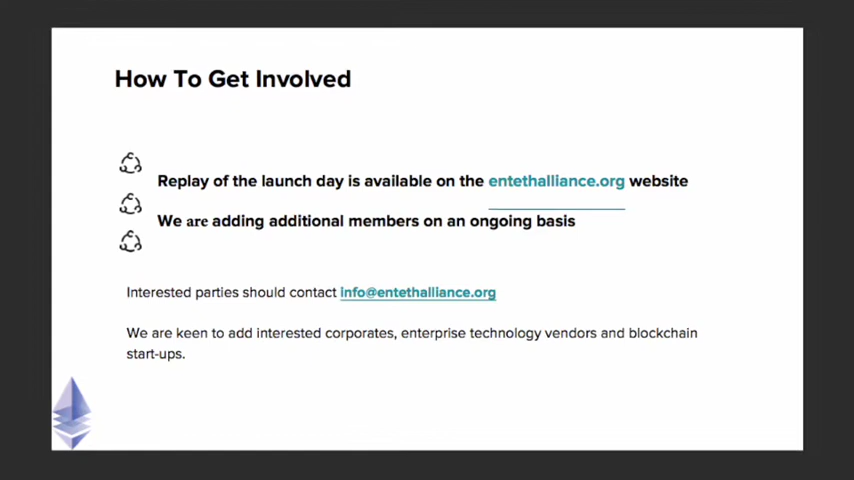 How To Get Involved
Replay of the launch day is available on the entethalliance.org website
We are adding additional members on an ongoing basis
Interested parties should contact info@entethalliance.org
We are keen to add interested corporates, enterprise technology vendors and blockchain
start-ups.